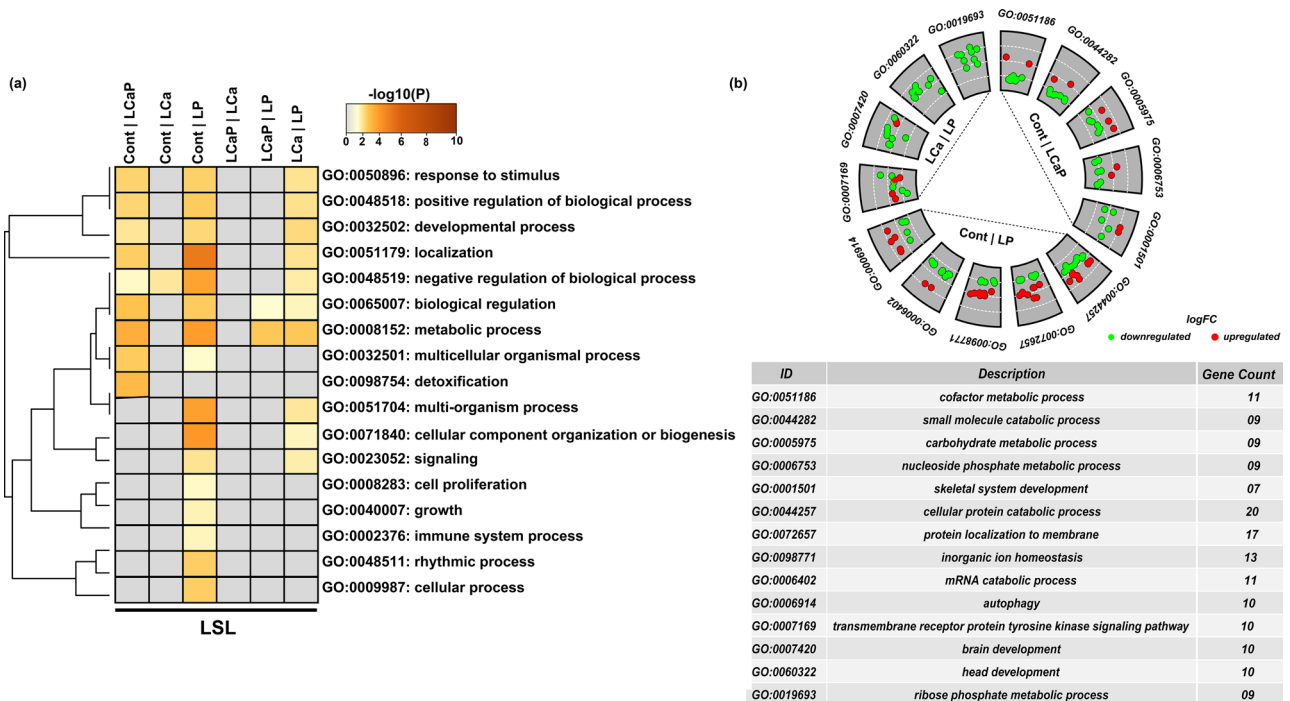 (a)
-log10(P)
0 2 4 6 8 10
Cont | LCaP
Cont | LCa
Cont | LP
LCaP | LCa
LCaP | LP
LCa | LP
GO:0050896: response to stimulus
GO:0048518: positive regulation of biological process
GO:0032502: developmental process
GO:0051179: localization
GO:0048519: negative regulation of biological process
GO:0065007: biological regulation
GO:0008152: metabolic process
GO:0032501: multicellular organismal process
GO:0098754: detoxification
GO:0051704: multi-organism process
GO:0071840: cellular component organization or biogenesis
GO:0023052: signaling
GO:0008283: cell proliferation
GO:0040007: growth
GO:0002376: immune system process
GO:0048511: rhythmic process
GO:0009987: cellular process
LSL
(b)
GO:0051186
GO:0044282
GO:0005975
GO:0006753
GO:0001501
GO:0044257
GO:0072657
GO:0098771
GO:0006402
GO:0006914
GO:0007169
GO:0007420
GO:0060322
GO:0019693
LCa | LP
Cont | LCaP
Cont | LP
logFC
downregulated upregulated
ID Description Gene Count
GO:0051186 cofactor metabolic process 11
GO:0044282 small molecule catabolic process 09
GO:0005975 carbohydrate metabolic process 09
GO:0006753 nucleoside phosphate metabolic process 09
GO:0001501 skeletal system development 07
GO:0044257 cellular protein catabolic process 20
GO:0072657 protein localization to membrane 17
GO:0098771 inorganic ion homeostasis 13
GO:0006402 mRNA catabolic process 11
GO:0006914 autophagy 10
GO:0007169 transmembrane receptor protein tyrosine kinase signaling pathway 10
GO:0007420 brain development 10
GO:0060322 head development 10
GO:0019693 ribose phosphate metabolic process 09